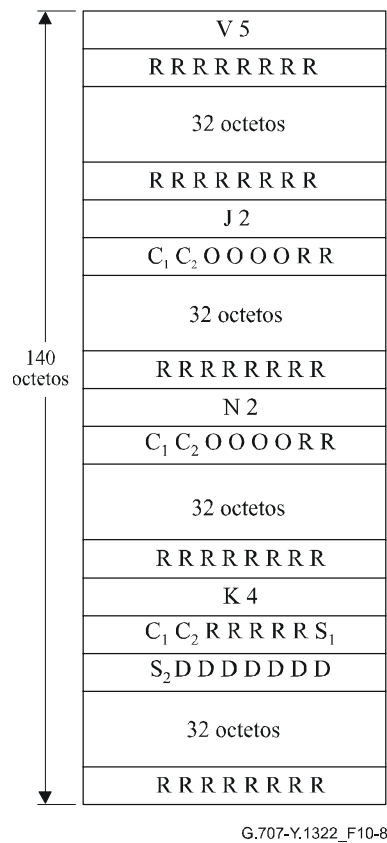 V 5
R R R R R R R R
32 octetos
R R R R R R R R
J 2
C₁ C₂ O O O O R R
32 octetos
R R R R R R R R
N 2
C₁ C₂ O O O O R R
32 octetos
R R R R R R R R
K 4
C₁ C₂ R R R R R S₁
S₂ D D D D D D D
32 octetos
R R R R R R R R
140
octetos
G.707-Y.1322_F10-8